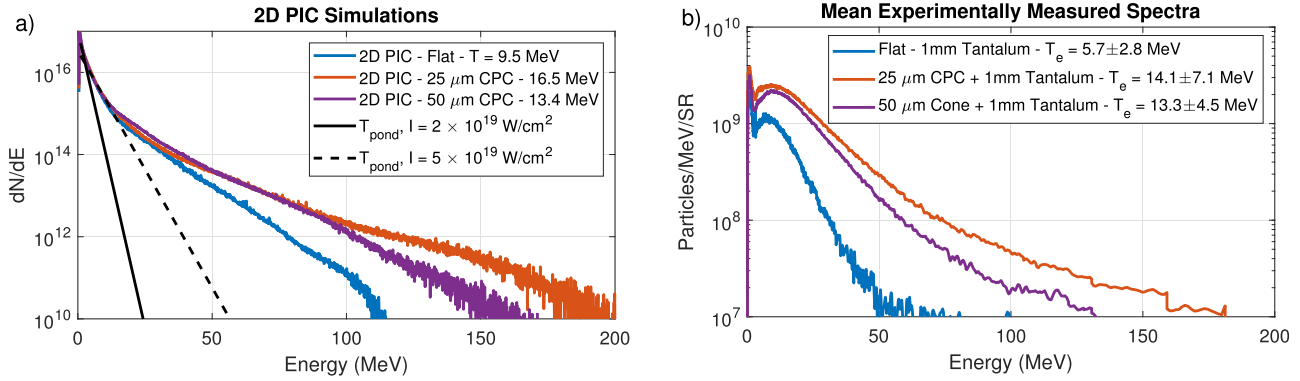 a)
2D PIC Simulations
2D PIC - Flat - T = 9.5 MeV
2D PIC - 25 μm CPC - 16.5 MeV
2D PIC - 50 μm CPC - 13.4 MeV
T_pond, I = 2 × 10^19 W/cm^2
T_pond, I = 5 × 10^19 W/cm^2
dN/dE
10^16
10^14
10^12
10^10
0 50 100 150 200
Energy (MeV)
b)
Mean Experimentally Measured Spectra
Flat - 1mm Tantalum - T_e = 5.7±2.8 MeV
25 μm CPC + 1mm Tantalum - T_e = 14.1±7.1 MeV
50 μm Cone + 1mm Tantalum - T_e = 13.3±4.5 MeV
Particles/MeV/SR
10^10
10^9
10^8
10^7
0 50 100 150 200
Energy (MeV)